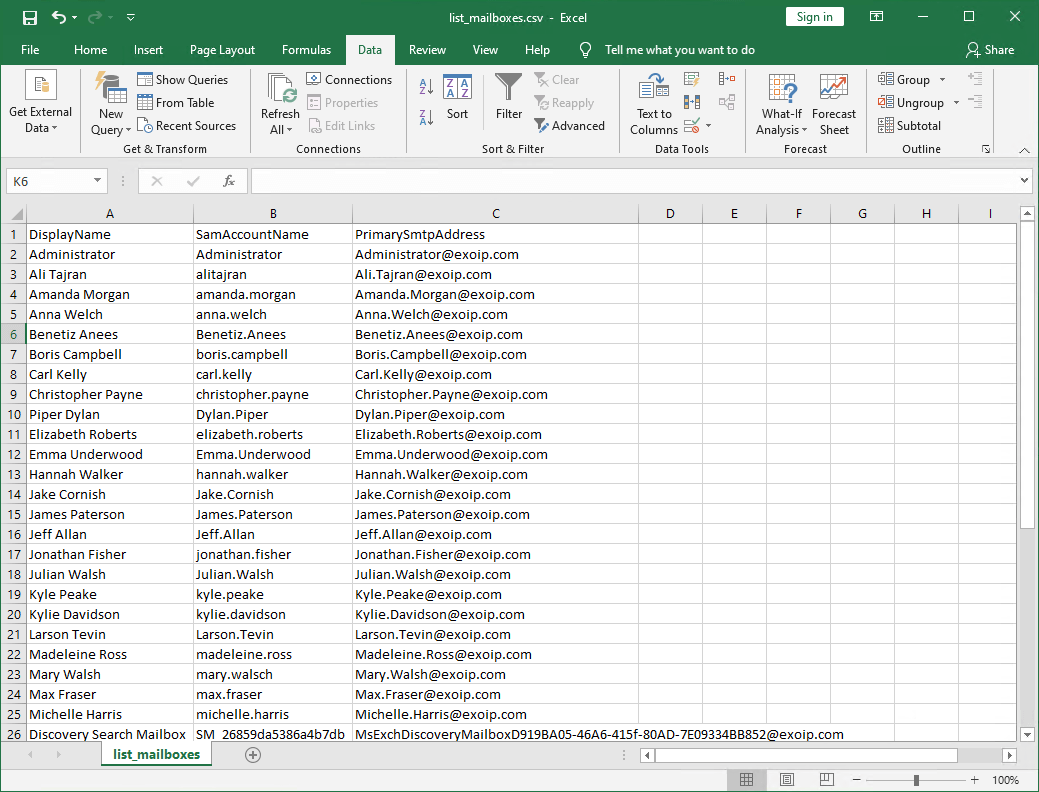 list_mailboxes.csv - Excel
Sign in
File Home Insert Page Layout Formulas Data Review View Help Tell me what you want to do Share
Get External Data
New Query
Show Queries
From Table
Recent Sources
Get & Transform
Refresh All
Connections
Properties
Edit Links
Connections
Sort
Filter
Clear
Reapply
Advanced
Sort & Filter
Text to Columns
Data Tools
What-If Analysis
Forecast Sheet
Forecast
Group
Ungroup
Subtotal
Outline
K6 fx
A B C D E F G H I
1 DisplayName SamAccountName PrimarySmtpAddress
2 Administrator Administrator Administrator@exoip.com
3 Ali Tajran alitajran Ali.Tajran@exoip.com
4 Amanda Morgan amanda.morgan Amanda.Morgan@exoip.com
5 Anna Welch anna.welch Anna.Welch@exoip.com
6 Benetiz Anees Benetiz.Anees Benetiz.Anees@exoip.com
7 Boris Campbell boris.campbell Boris.Campbell@exoip.com
8 Carl Kelly carl.kelly Carl.Kelly@exoip.com
9 Christopher Payne christopher.payne Christopher.Payne@exoip.com
10 Piper Dylan Dylan.Piper Dylan.Piper@exoip.com
11 Elizabeth Roberts elizabeth.roberts Elizabeth.Roberts@exoip.com
12 Emma Underwood Emma.Underwood Emma.Underwood@exoip.com
13 Hannah Walker hannah.walker Hannah.Walker@exoip.com
14 Jake Cornish Jake.Cornish Jake.Cornish@exoip.com
15 James Paterson James.Paterson James.Paterson@exoip.com
16 Jeff Allan Jeff.Allan Jeff.Allan@exoip.com
17 Jonathan Fisher jonathan.fisher Jonathan.Fisher@exoip.com
18 Julian Walsh Julian.Walsh Julian.Walsh@exoip.com
19 Kyle Peake kyle.peake Kyle.Peake@exoip.com
20 Kylie Davidson kylie.davidson Kylie.Davidson@exoip.com
21 Larson Tevin Larson.Tevin Larson.Tevin@exoip.com
22 Madeleine Ross madeleine.ross Madeleine.Ross@exoip.com
23 Mary Walsh mary.walsch Mary.Walsh@exoip.com
24 Max Fraser max.fraser Max.Fraser@exoip.com
25 Michelle Harris michelle.harris Michelle.Harris@exoip.com
26 Discovery Search Mailbox SM_26859da5386a4b7db MsExchDiscoveryMailboxD919BA05-46A6-415f-80AD-7E09334BB852@exoip.com
list_mailboxes
100%